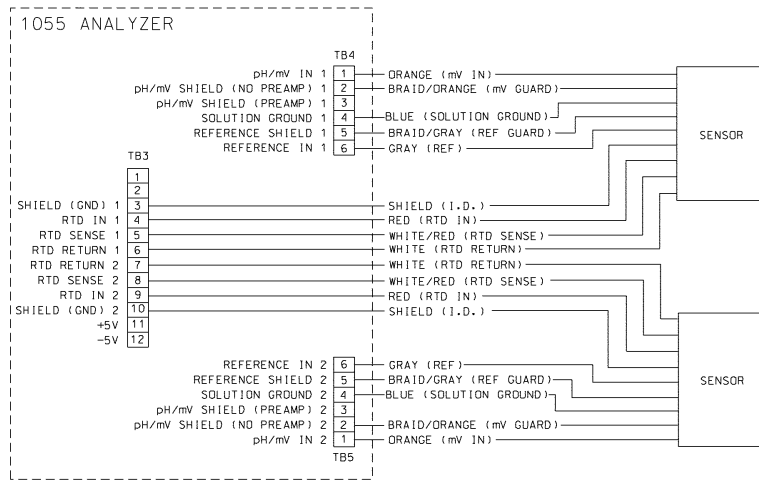 1055 ANALYZER
TB4
pH/mV IN 1 1 ORANGE (mV IN)
pH/mV SHIELD (NO PREAMP) 1 2 BRAID/ORANGE (mV GUARD)
pH/mV SHIELD (PREAMP) 1 3
SOLUTION GROUND 1 4 BLUE (SOLUTION GROUND)
REFERENCE SHIELD 1 5 BRAID/GRAY (REF GUARD)
REFERENCE IN 1 6 GRAY (REF)
SENSOR
TB3
1
2
SHIELD (GND) 1 3 SHIELD (I.D.)
RTD IN 1 4 RED (RTD IN)
RTD SENSE 1 5 WHITE/RED (RTD SENSE)
RTD RETURN 1 6 WHITE (RTD RETURN)
RTD RETURN 2 7 WHITE (RTD RETURN)
RTD SENSE 2 8 WHITE/RED (RTD SENSE)
RTD IN 2 9 RED (RTD IN)
SHIELD (GND) 2 10 SHIELD (I.D.)
+5V 11
-5V 12
REFERENCE IN 2 6 GRAY (REF)
REFERENCE SHIELD 2 5 BRAID/GRAY (REF GUARD)
SOLUTION GROUND 2 4 BLUE (SOLUTION GROUND)
pH/mV SHIELD (PREAMP) 2 3
pH/mV SHIELD (NO PREAMP) 2 2 BRAID/ORANGE (mV GUARD)
pH/mV IN 2 1 ORANGE (mV IN)
TB5
SENSOR